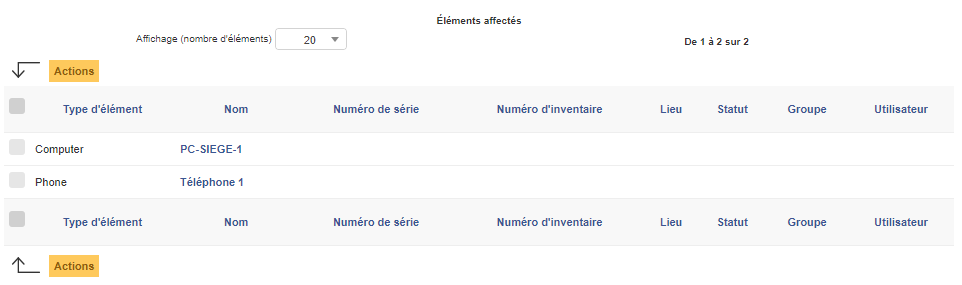 Éléments affectés
Affichage (nombre d'éléments) 20 De 1 à 2 sur 2
Actions
Type d'élément Nom Numéro de série Numéro d'inventaire Lieu Statut Groupe Utilisateur
Computer PC-SIEGE-1
Phone Téléphone 1
Type d'élément Nom Numéro de série Numéro d'inventaire Lieu Statut Groupe Utilisateur
Actions